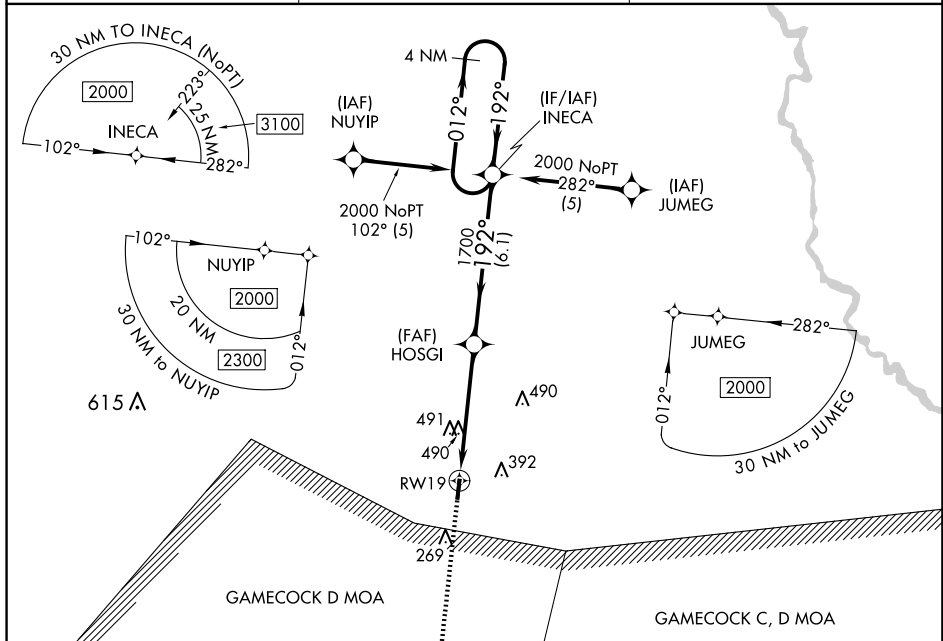 30 NM TO INECA (NoPT)
2000
223°
25 NM
3100
INECA
102°
282°
4 NM
012°
192°
(IAF)
NUYIP
(IF/IAF)
INECA
2000 NoPT
102° (5)
2000 NoPT
282°
(5)
(IAF)
JUMEG
1700
192°
(6.1)
102°
NUYIP
2000
20 NM
2300
30 NM to NUYIP
012°
(FAF)
HOSGI
282°
JUMEG
2000
012°
30 NM to JUMEG
615
490
491
490
392
RW19
269
GAMECOCK D MOA
GAMECOCK C, D MOA